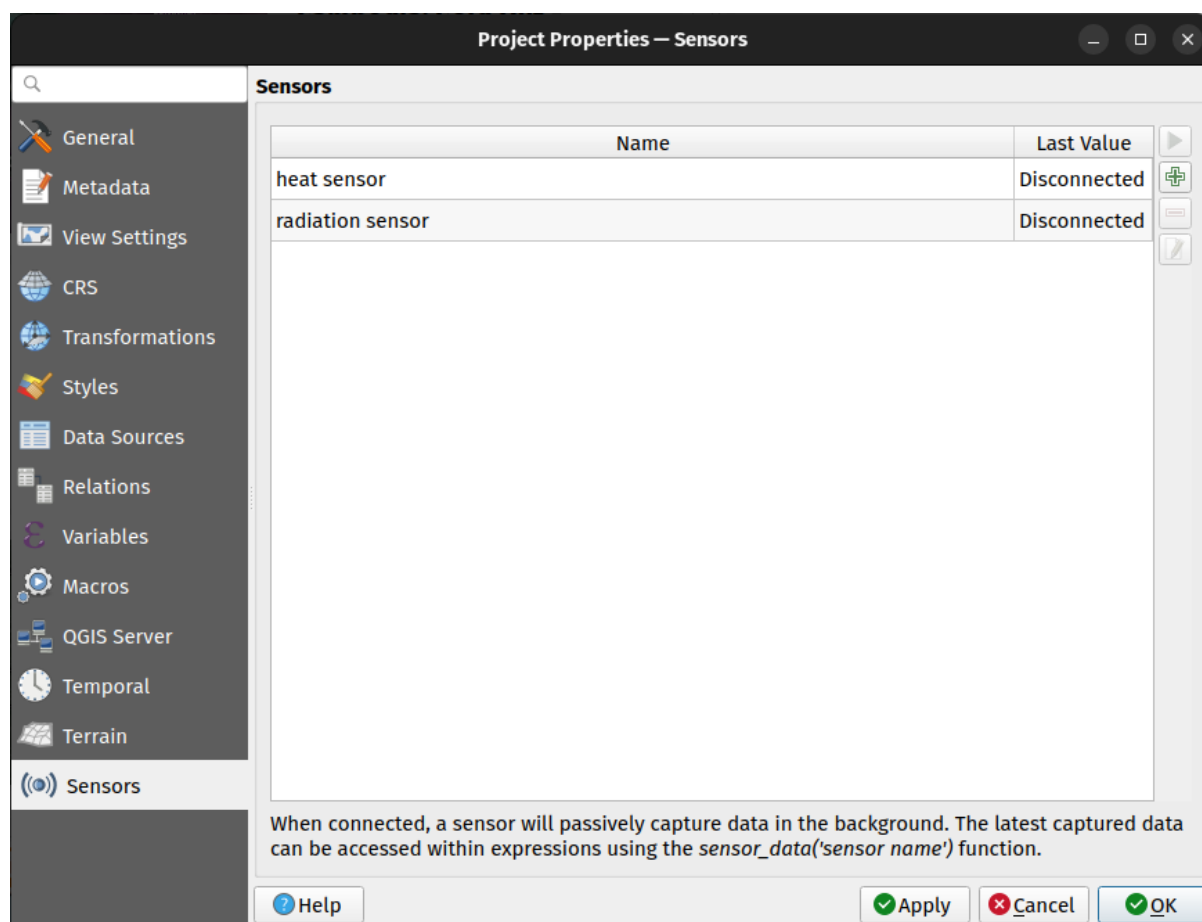 Project Properties — Sensors
Sensors
General
Metadata
View Settings
CRS
Transformations
Styles
Data Sources
Relations
Variables
Macros
QGIS Server
Temporal
Terrain
Sensors
Name Last Value
heat sensor Disconnected
radiation sensor Disconnected
When connected, a sensor will passively capture data in the background. The latest captured data
can be accessed within expressions using the sensor_data('sensor name') function.
Help Apply Cancel OK